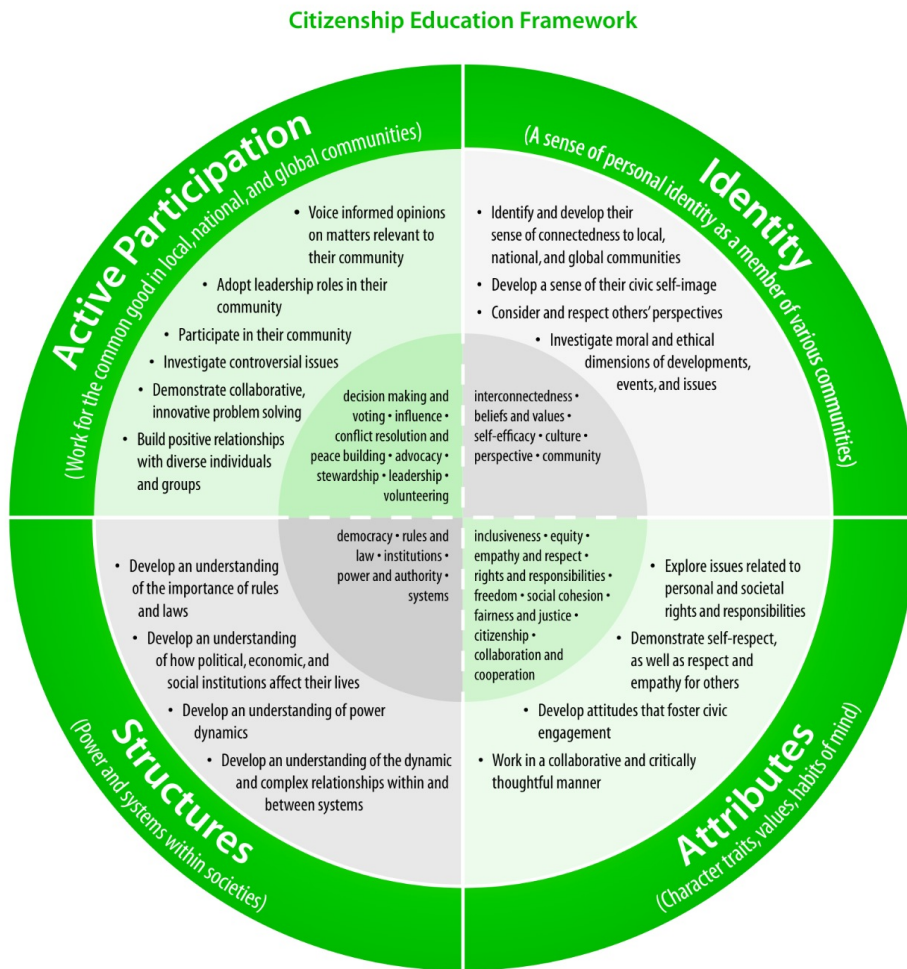 Citizenship Education Framework
Active Participation
(Work for the common good in local, national, and global communities)
• Voice informed opinions
on matters relevant to
their community
• Adopt leadership roles in their
community
• Participate in their community
• Investigate controversial issues
• Demonstrate collaborative,
innovative problem solving
• Build positive relationships
with diverse individuals
and groups
decision making and
voting • influence •
conflict resolution and
peace building • advocacy •
stewardship • leadership •
volunteering
Identity
(A sense of personal identity as a member of various communities)
• Identify and develop their
sense of connectedness to local,
national, and global communities
• Develop a sense of their civic self-image
• Consider and respect others' perspectives
• Investigate moral and ethical
dimensions of developments,
events, and issues
interconnectedness •
beliefs and values •
self-efficacy • culture •
perspective • community
Structures
(Power and systems within societies)
• Develop an understanding
of the importance of rules
and laws
• Develop an understanding
of how political, economic, and
social institutions affect their lives
• Develop an understanding of power
dynamics
• Develop an understanding of the dynamic
and complex relationships within and
between systems
democracy • rules and
law • institutions •
power and authority •
systems
Attributes
(Character traits, values, habits of mind)
inclusiveness • equity •
empathy and respect •
rights and responsibilities •
freedom • social cohesion •
fairness and justice •
citizenship •
collaboration and
cooperation
• Explore issues related to
personal and societal
rights and responsibilities
• Demonstrate self-respect,
as well as respect and
empathy for others
• Develop attitudes that foster civic
engagement
• Work in a collaborative and critically
thoughtful manner